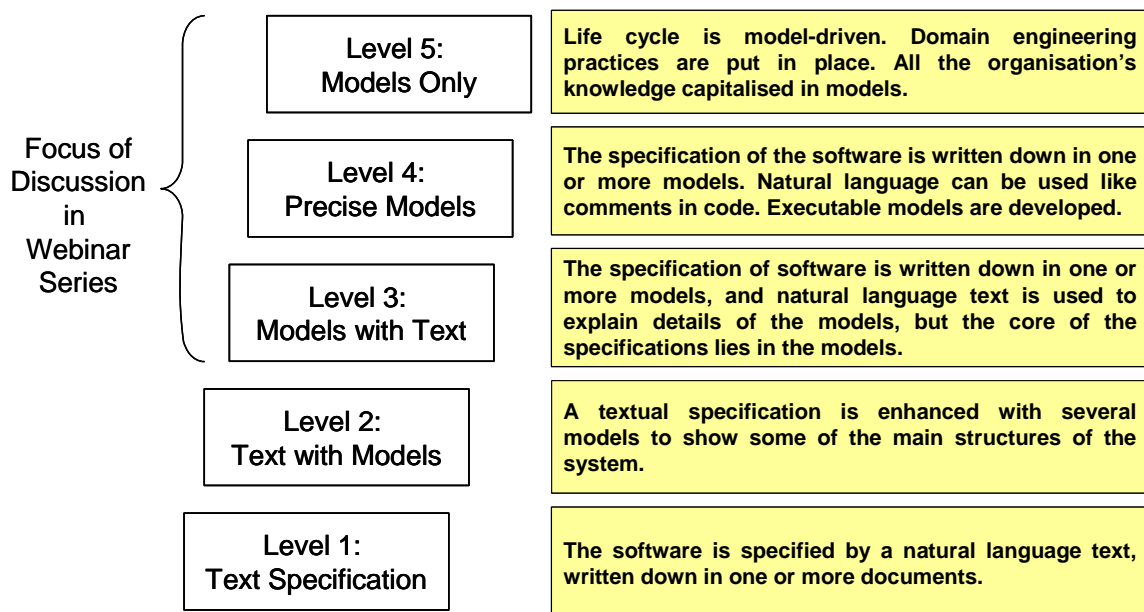 Focus of
Discussion
in
Webinar
Series
Level 5:
Models Only
Life cycle is model-driven. Domain engineering
practices are put in place. All the organisation's
knowledge capitalised in models.
Level 4:
Precise Models
The specification of the software is written down in one
or more models. Natural language can be used like
comments in code. Executable models are developed.
Level 3:
Models with Text
The specification of software is written down in one or
more models, and natural language text is used to
explain details of the models, but the core of the
specifications lies in the models.
Level 2:
Text with Models
A textual specification is enhanced with several
models to show some of the main structures of the
system.
Level 1:
Text Specification
The software is specified by a natural language text,
written down in one or more documents.